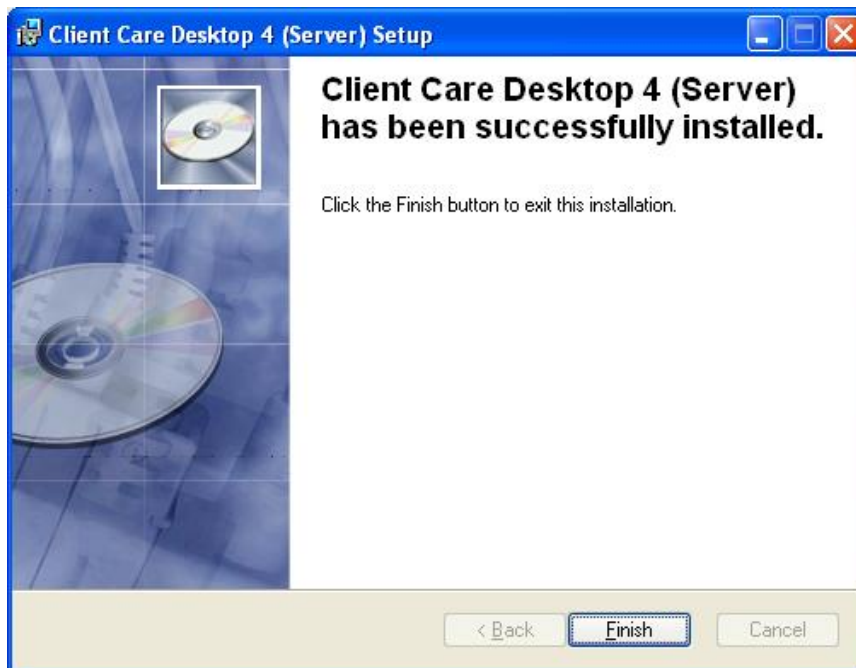 Client Care Desktop 4 (Server) Setup
Client Care Desktop 4 (Server)
has been successfully installed.
Click the Finish button to exit this installation.
< Back
Finish
Cancel